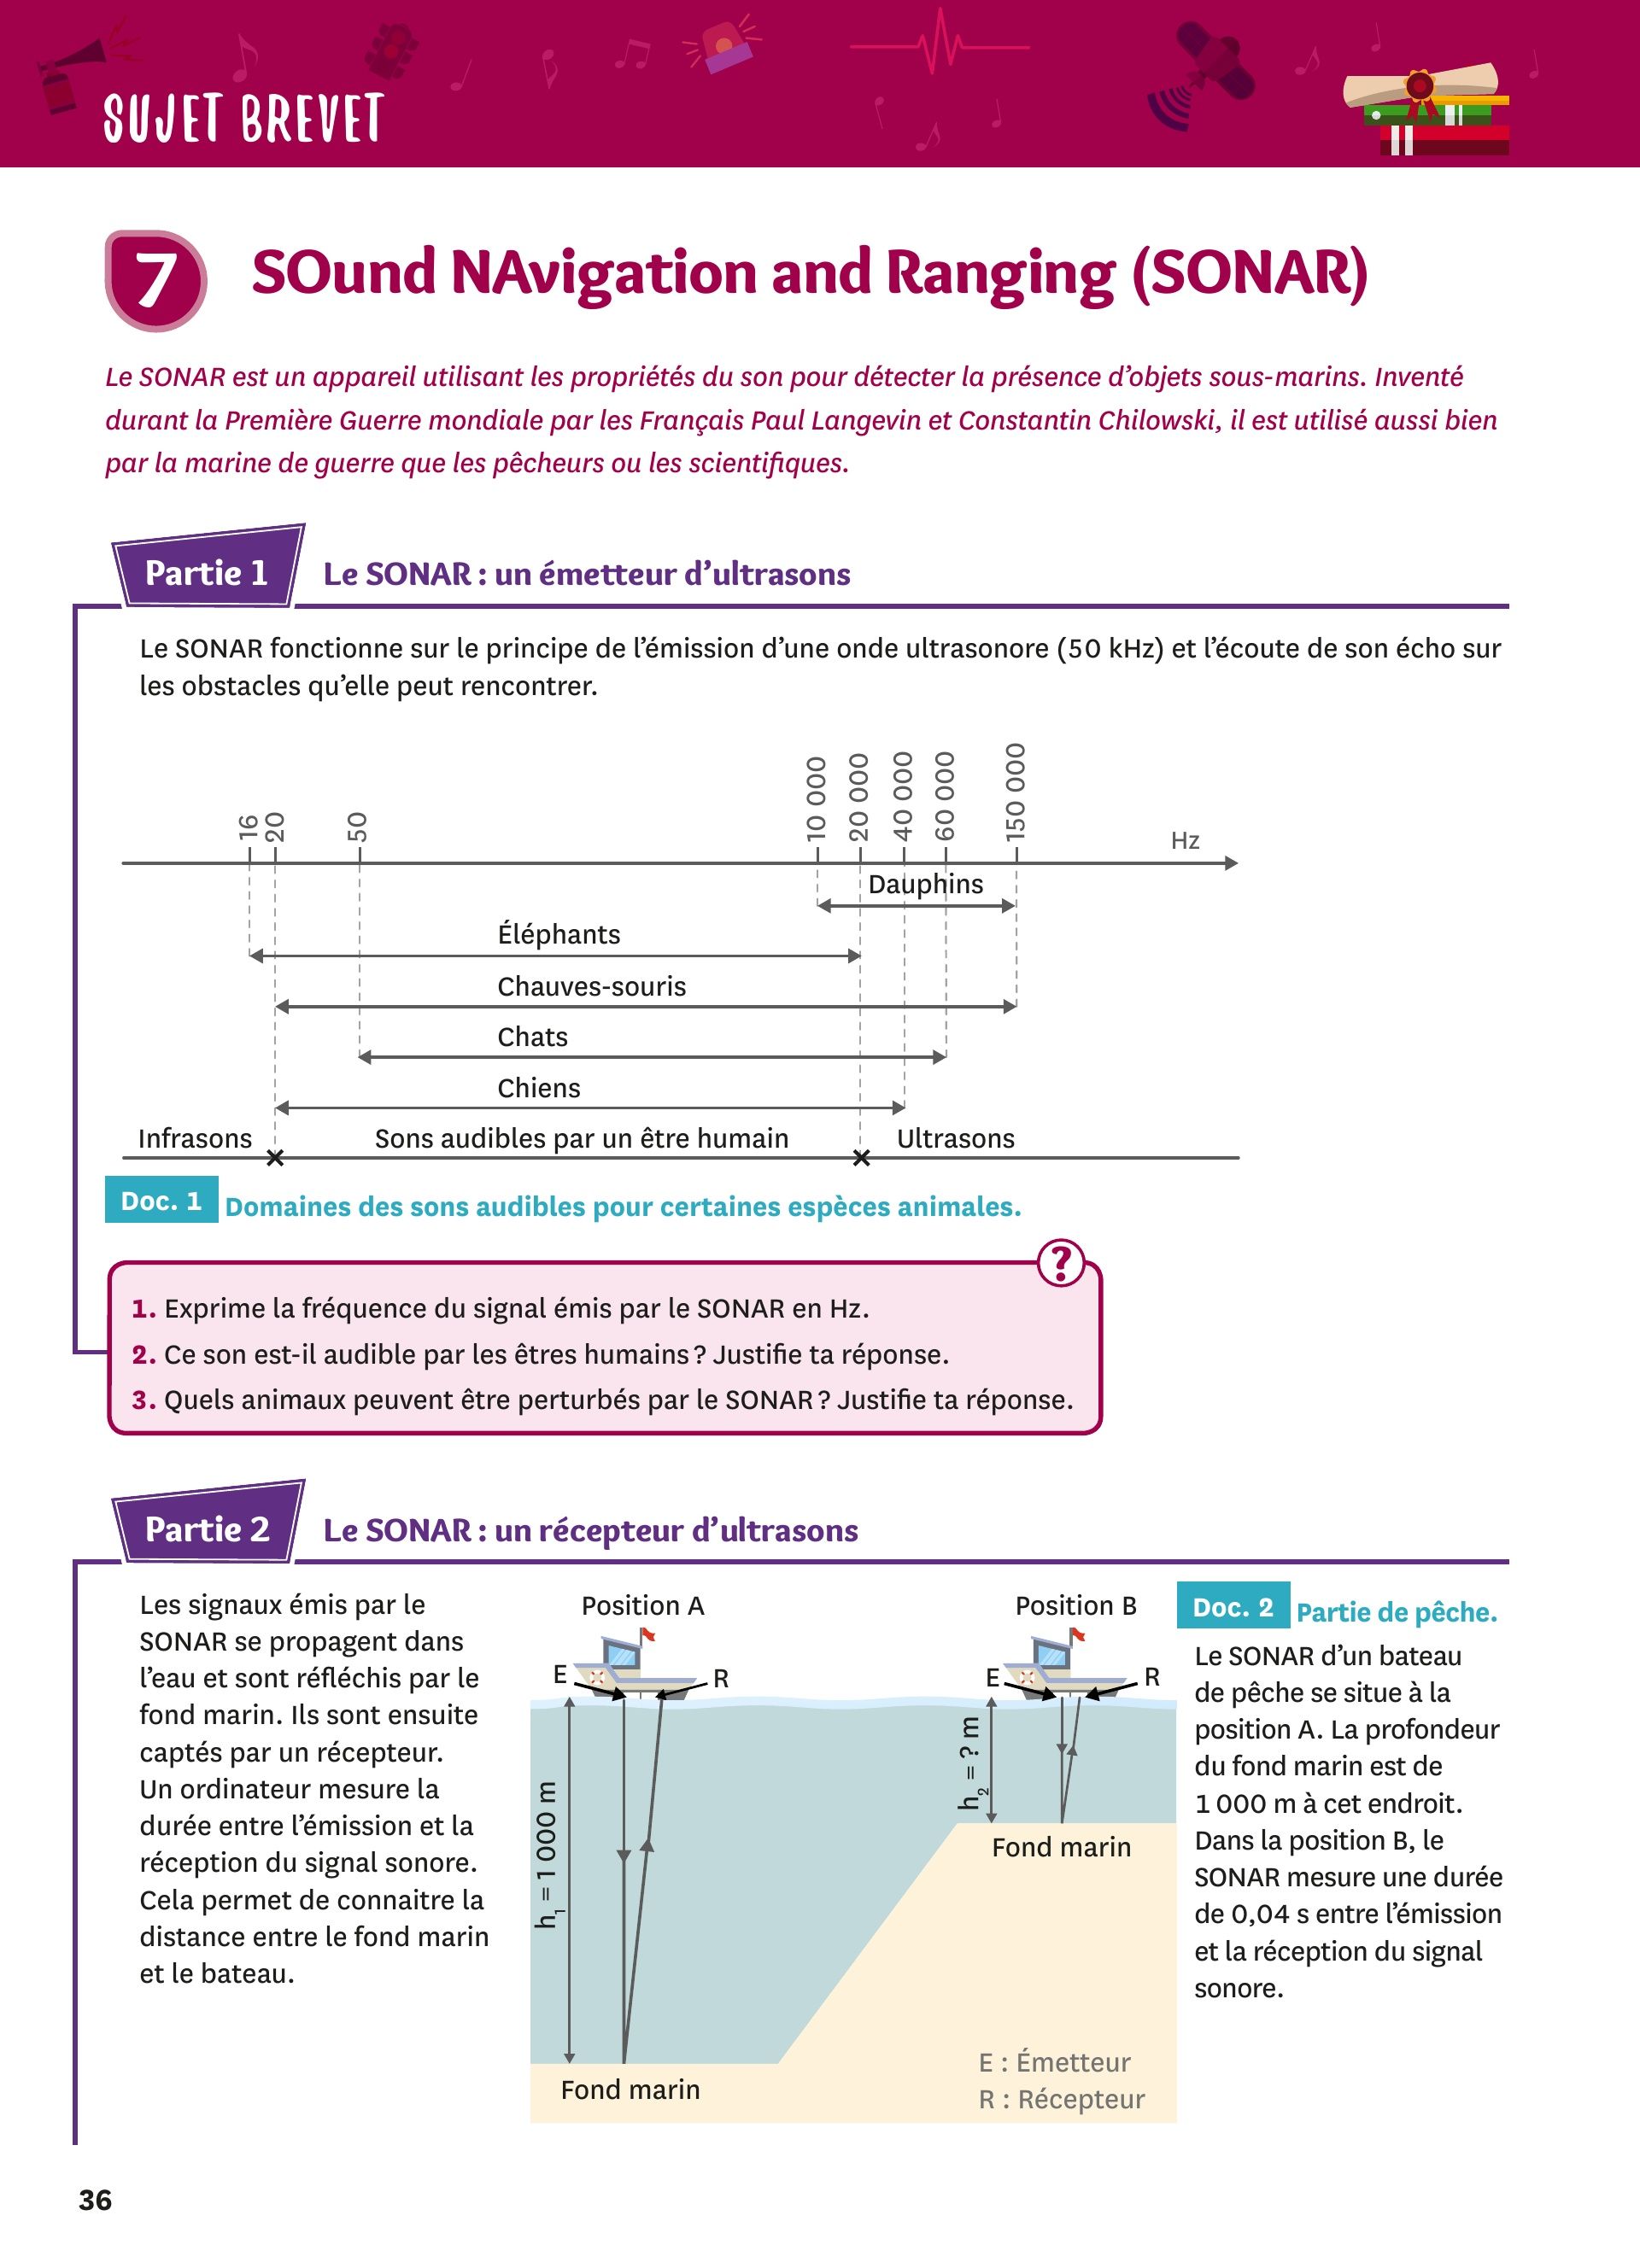 SUJET BREVET
7
SOund NAvigation and Ranging (SONAR)
Le SONAR est un appareil utilisant les propriétés du son pour détecter la présence d’objets sous-marins. Inventé
durant la Première Guerre mondiale par les Français Paul Langevin et Constantin Chilowski, il est utilisé aussi bien
par la marine de guerre que les pêcheurs ou les scientifiques.
Partie 1
Le SONAR : un émetteur d’ultrasons
Le SONAR fonctionne sur le principe de l’émission d’une onde ultrasonore (50 kHz) et l’écoute de son écho sur
les obstacles qu’elle peut rencontrer.
16
20
50
10 000
20 000
40 000
60 000
150 000
Hz
Dauphins
Éléphants
Chauves-souris
Chats
Chiens
Infrasons
Sons audibles par un être humain
Ultrasons
Doc. 1
Domaines des sons audibles pour certaines espèces animales.
?
1. Exprime la fréquence du signal émis par le SONAR en Hz.
2. Ce son est-il audible par les êtres humains ? Justifie ta réponse.
3. Quels animaux peuvent être perturbés par le SONAR ? Justifie ta réponse.
Partie 2
Le SONAR : un récepteur d’ultrasons
Les signaux émis par le
SONAR se propagent dans
l’eau et sont réfléchis par le
fond marin. Ils sont ensuite
captés par un récepteur.
Un ordinateur mesure la
durée entre l’émission et la
réception du signal sonore.
Cela permet de connaitre la
distance entre le fond marin
et le bateau.
Position A
E
R
h1 = 1 000 m
Fond marin
Position B
E
R
h2 = ? m
Fond marin
E : Émetteur
R : Récepteur
Doc. 2
Partie de pêche.
Le SONAR d’un bateau
de pêche se situe à la
position A. La profondeur
du fond marin est de
1 000 m à cet endroit.
Dans la position B, le
SONAR mesure une durée
de 0,04 s entre l’émission
et la réception du signal
sonore.
36